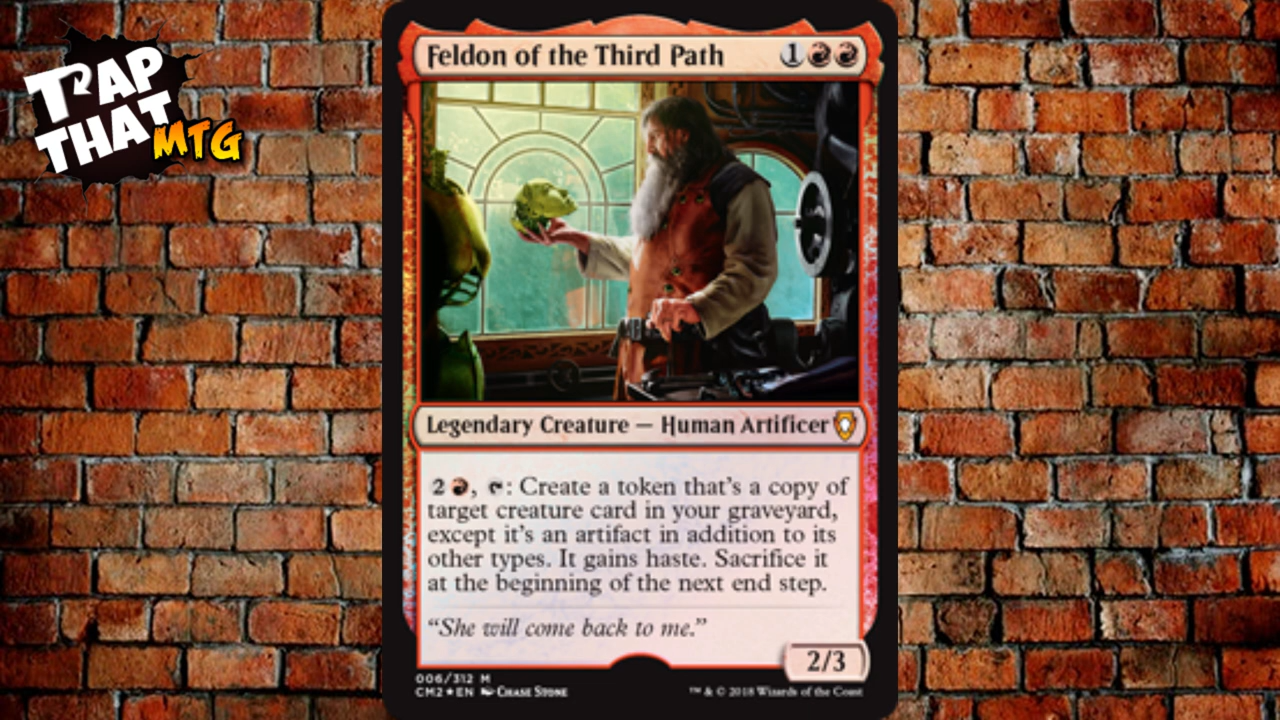 TRAP
THAT
MTG
Feldon of the Third Path 1
Legendary Creature — Human Artificer
2 , : Create a token that's a copy of
target creature card in your graveyard,
except it's an artifact in addition to its
other types. It gains haste. Sacrifice it
at the beginning of the next end step.
“She will come back to me.”
2/3
006/312 M
CM2★EN Chase Stone
™ & © 2018 Wizards of the Coast